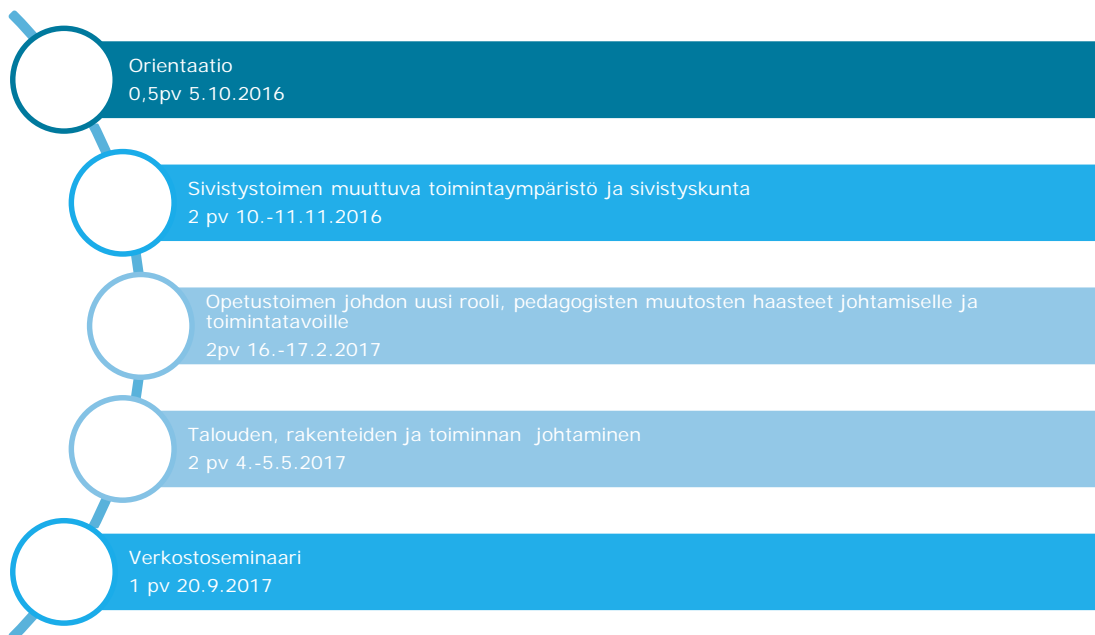 Orientaatio
0,5pv 5.10.2016
Sivistystoimen muuttuva toimintaympäristö ja sivistyskunta
2 pv 10.-11.11.2016
Opetustoimen johdon uusi rooli, pedagogisten muutosten haasteet johtamiselle ja
toimintatavoille
2pv 16.-17.2.2017
Talouden, rakenteiden ja toiminnan  johtaminen
2 pv 4.-5.5.2017
Verkostoseminaari
1 pv 20.9.2017